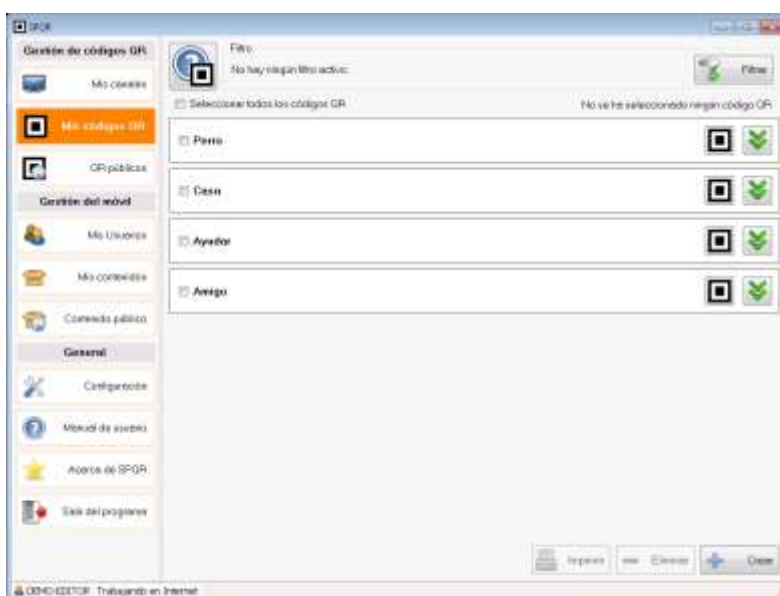 SPQR
Gestión de códigos QR
Mis canales
Mis códigos QR
QR públicos
Gestión del móvil
Mis Usuarios
Mis contenidos
Contenido público
General
Configuración
Manual de usuario
Acerca de SPQR
Salir del programa
Filtro
No hay ningún filtro activo.
Filtrar
Seleccionar todos los códigos QR
No se ha seleccionado ningún código QR
Perro
Casa
Ayudar
Amigo
Imprimir
Eliminar
Crear
DEMO EDITOR Trabajando en Internet